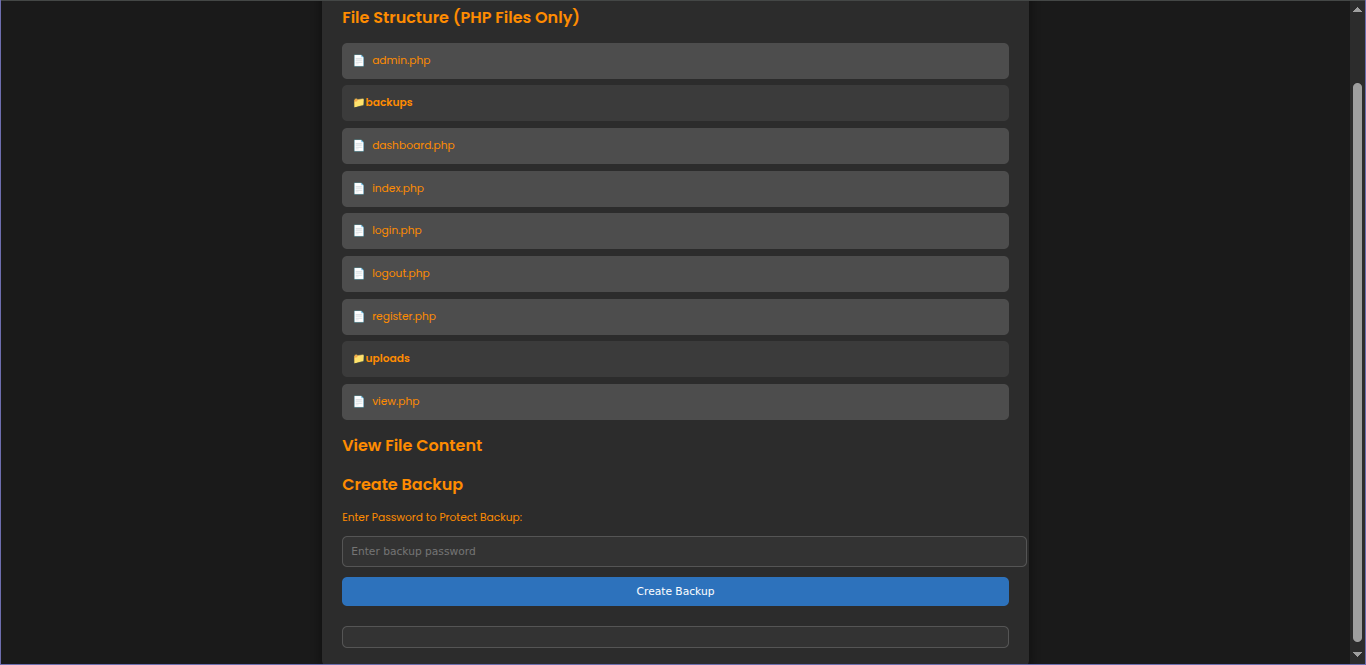 File Structure (PHP Files Only)
admin.php
backups
dashboard.php
index.php
login.php
logout.php
register.php
uploads
view.php
View File Content
Create Backup
Enter Password to Protect Backup:
Enter backup password
Create Backup